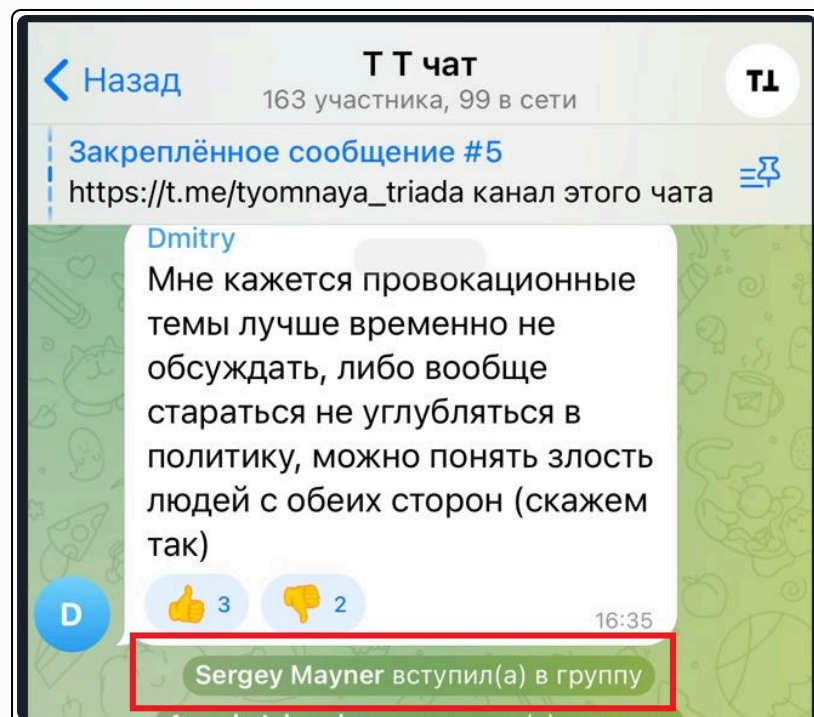 Назад
Т Т чат
163 участника, 99 в сети
TL
Закреплённое сообщение #5
https://t.me/tyomnaya_triada канал этого чата
Dmitry
Мне кажется провокационные
темы лучше временно не
обсуждать, либо вообще
стараться не углубляться в
политику, можно понять злость
людей с обеих сторон (скажем
так)
D
3
2
16:35
Sergey Mayner вступил(а) в группу